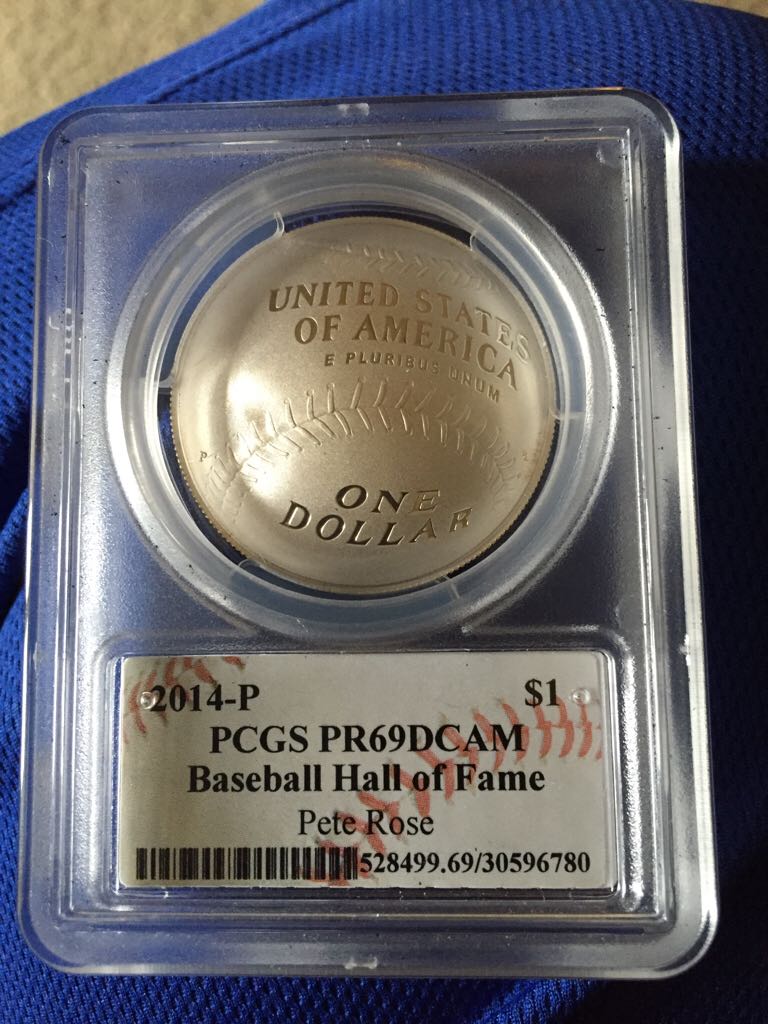 UNITED STATES
OF AMERICA
E PLURIBUS UNUM
P
ONE
DOLLAR
2014-P $1
PCGS PR69DCAM
Baseball Hall of Fame
Pete Rose
528499.69/30596780